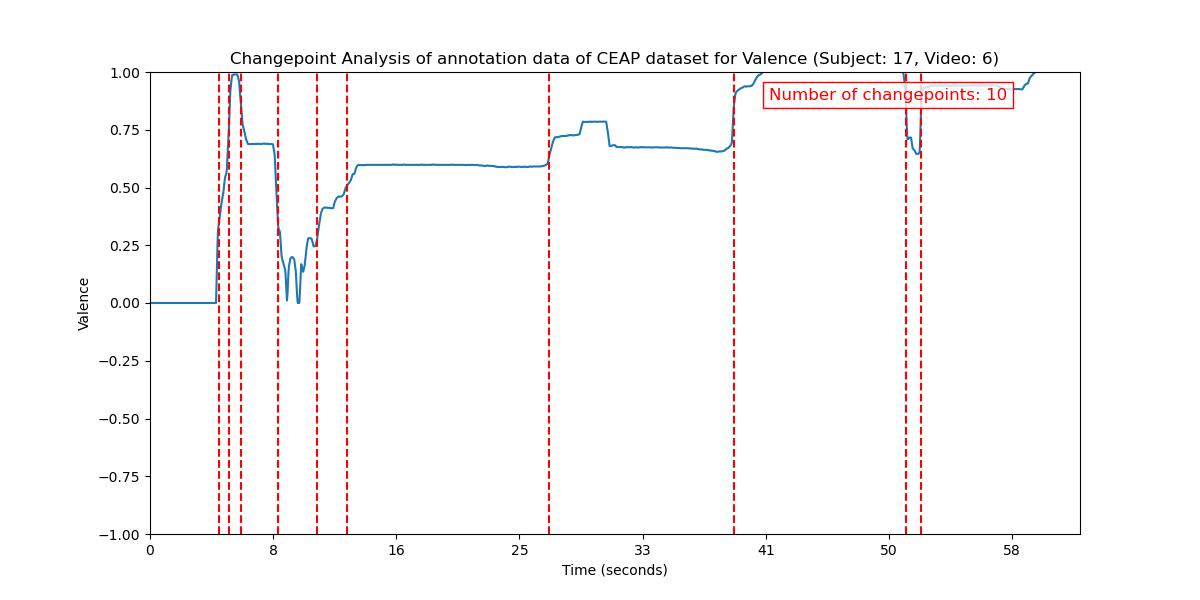 Changepoint Analysis of annotation data of CEAP dataset for Valence (Subject: 17, Video: 6)
1.00
Number of changepoints: 10
0.75
0.50
0.25
Valence
0.00
−0.25
−0.50
−0.75
−1.00
0 8 16 25 33 41 50 58
Time (seconds)